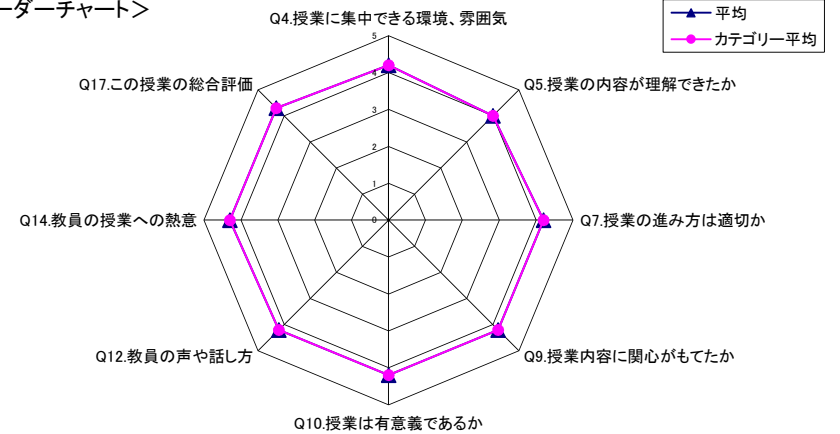 ーダーチャート＞
平均
カテゴリー平均
Q4.授業に集中できる環境、雰囲気
Q17.この授業の総合評価
Q5.授業の内容が理解できたか
Q14.教員の授業への熱意
Q7.授業の進み方は適切か
Q12.教員の声や話し方
Q9.授業内容に関心がもてたか
Q10.授業は有意義であるか
5
4
3
2
1
0